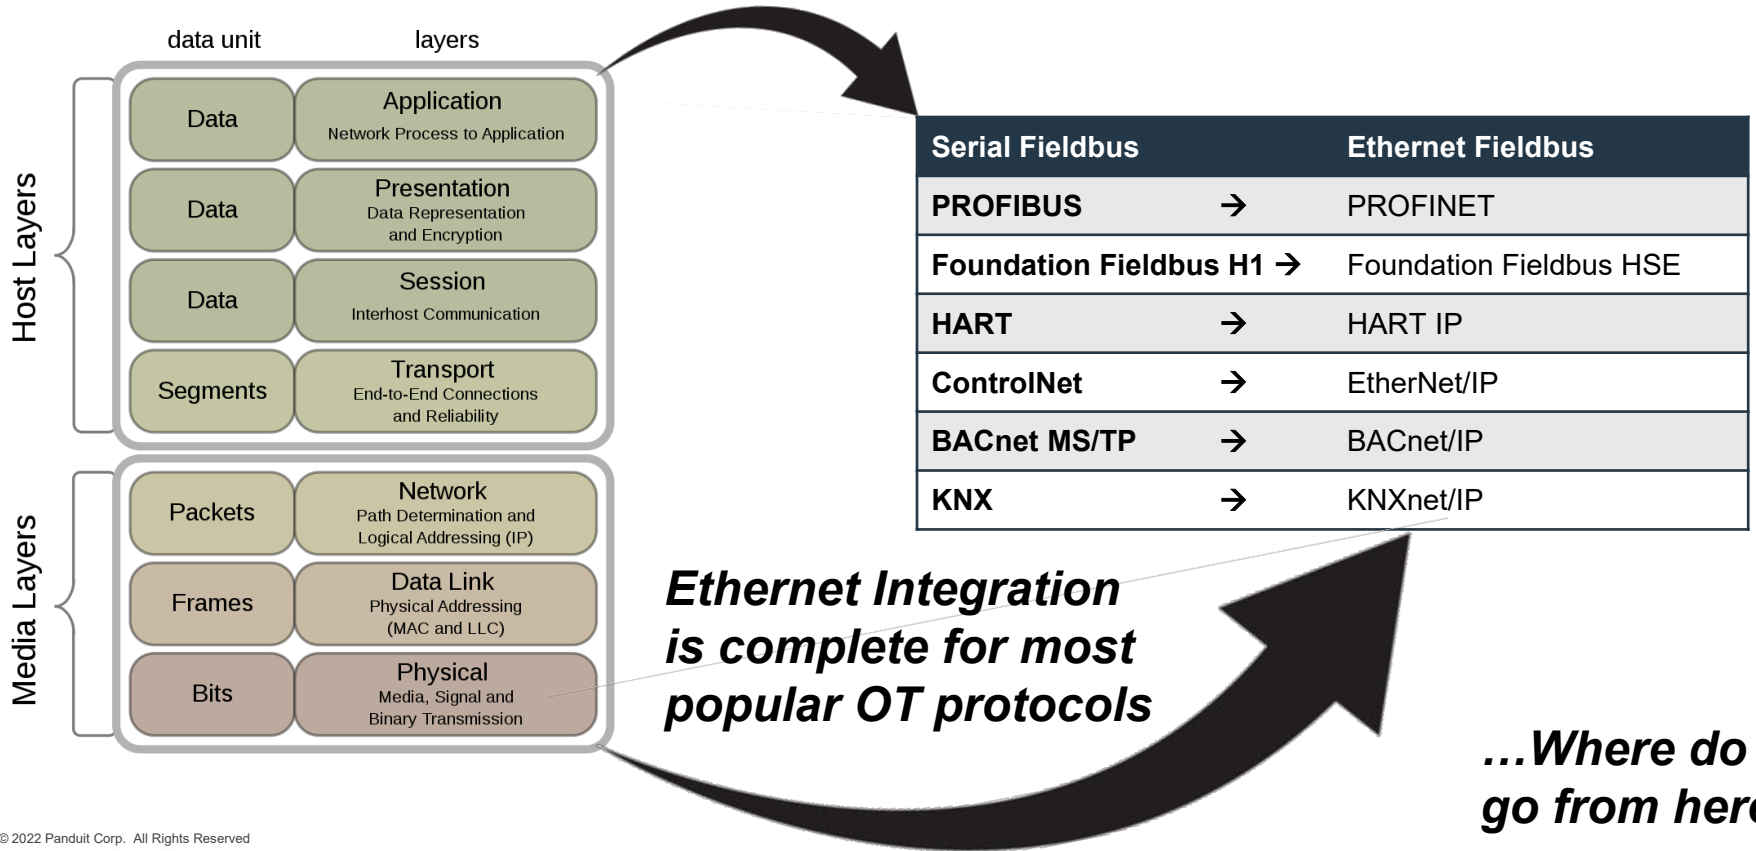 data unit layers
Host Layers
Data Application
Network Process to Application
Data Presentation
Data Representation
and Encryption
Data Session
Interhost Communication
Segments Transport
End-to-End Connections
and Reliability
Media Layers
Packets Network
Path Determination and
Logical Addressing (IP)
Frames Data Link
Physical Addressing
(MAC and LLC)
Bits Physical
Media, Signal and
Binary Transmission
Serial Fieldbus Ethernet Fieldbus
PROFIBUS → PROFINET
Foundation Fieldbus H1 → Foundation Fieldbus HSE
HART → HART IP
ControlNet → EtherNet/IP
BACnet MS/TP → BACnet/IP
KNX → KNXnet/IP
Ethernet Integration
is complete for most
popular OT protocols
...Where do
go from here
© 2022 Panduit Corp. All Rights Reserved